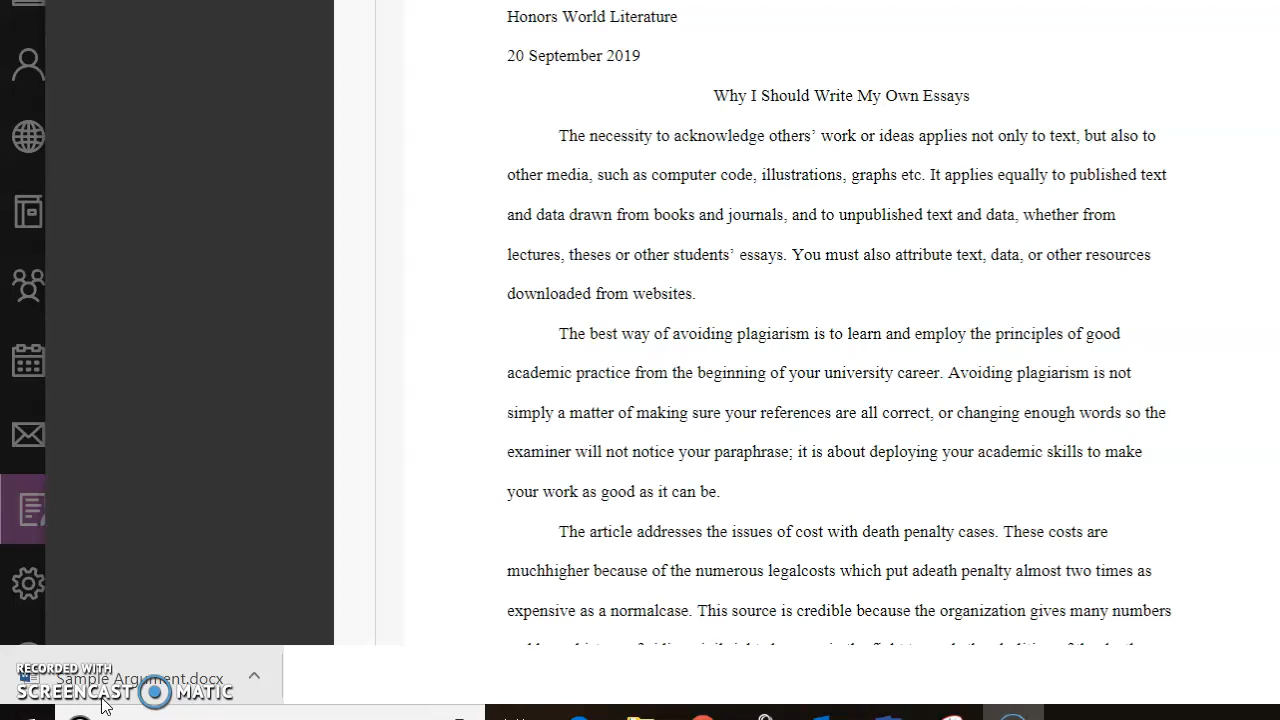 Honors World Literature
20 September 2019
Why I Should Write My Own Essays
The necessity to acknowledge others’ work or ideas applies not only to text, but also to
other media, such as computer code, illustrations, graphs etc. It applies equally to published text
and data drawn from books and journals, and to unpublished text and data, whether from
lectures, theses or other students’ essays. You must also attribute text, data, or other resources
downloaded from websites.
The best way of avoiding plagiarism is to learn and employ the principles of good
academic practice from the beginning of your university career. Avoiding plagiarism is not
simply a matter of making sure your references are all correct, or changing enough words so the
examiner will not notice your paraphrase; it is about deploying your academic skills to make
your work as good as it can be.
The article addresses the issues of cost with death penalty cases. These costs are
muchhigher because of the numerous legalcosts which put adeath penalty almost two times as
expensive as a normalcase. This source is credible because the organization gives many numbers
RECORDED WITH
Sample Argument.docx
SCREENCAST MATIC